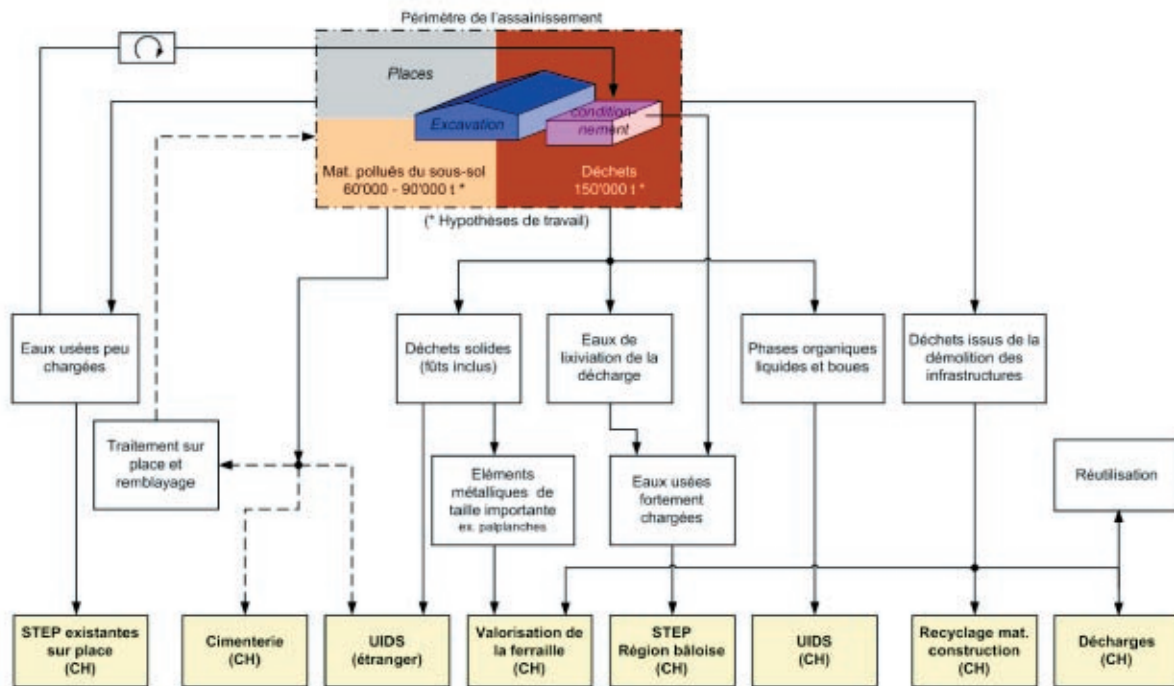 Périmètre de l'assainissement
Places
Excavation
condition-
nement
Mat. pollués du sous-sol
60'000 - 90'000 t *
Déchets
150'000 t *
(* Hypothèses de travail)
Eaux usées peu
chargées
Déchets solides
(fûts inclus)
Eaux de
lixiviation de la
décharge
Phases organiques
liquides et boues
Déchets issus de la
démolition des
infrastructures
Traitement sur
place et
remblayage
Eléments
métalliques de
taille importante
ex. palplanches
Eaux usées
fortement
chargées
Réutilisation
STEP existantes
sur place
(CH)
Cimenterie
(CH)
UIDS
(étranger)
Valorisation de
la ferraille
(CH)
STEP
Région bâloise
(CH)
UIDS
(CH)
Recyclage mat.
construction
(CH)
Décharges
(CH)